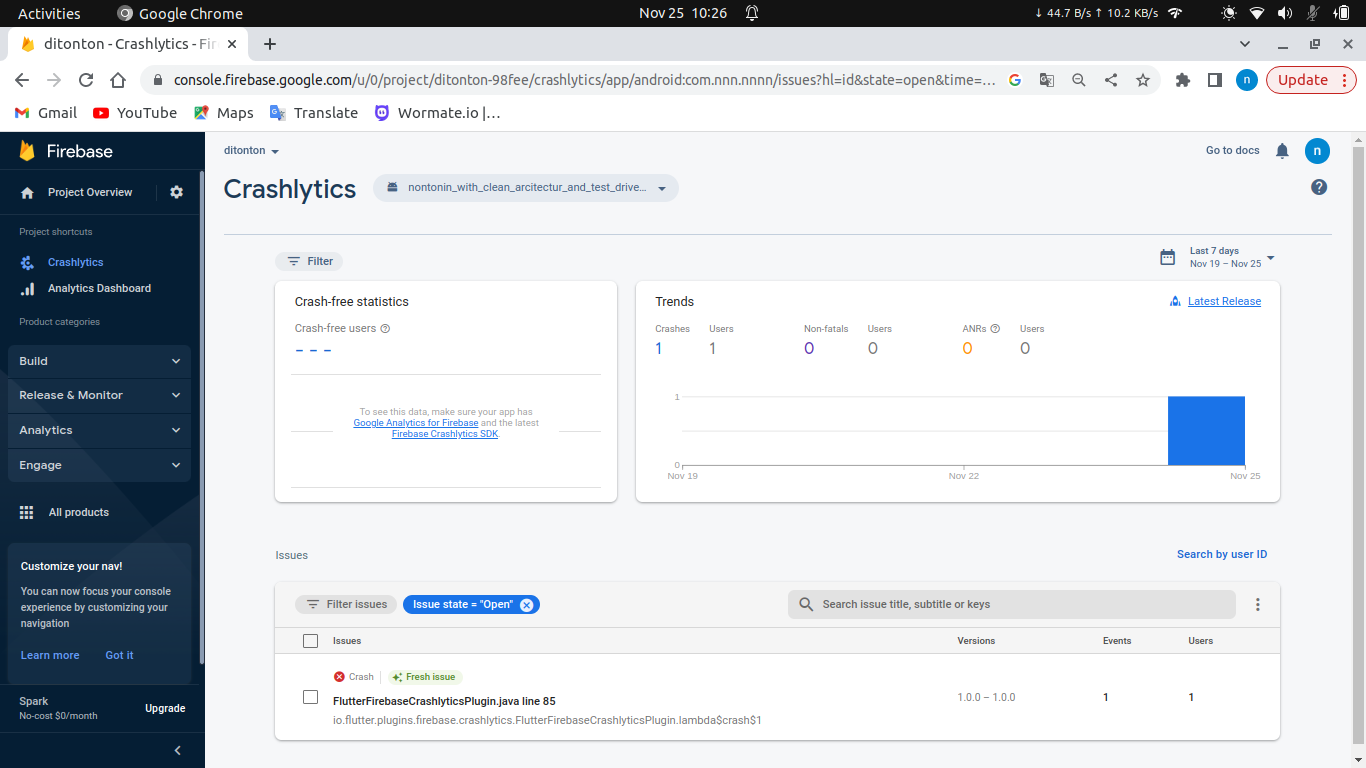 Activities
Google Chrome
Nov 25 10:26
↓ 44.7 B/s ↑ 10.2 KB/s
ditonton - Crashlytics - Fir
console.firebase.google.com/u/0/project/ditonton-98fee/crashlytics/app/android:com.nnn.nnnn/issues?hl=id&state=open&time=...
n
Update
Gmail
YouTube
Maps
Translate
Wormate.io |...
Firebase
Project Overview
Project shortcuts
Crashlytics
Analytics Dashboard
Product categories
Build
Release & Monitor
Analytics
Engage
All products
Customize your nav!
You can now focus your console
experience by customizing your
navigation
Learn more
Got it
Spark
No-cost $0/month
Upgrade
ditonton
Go to docs
n
Crashlytics
nontonin_with_clean_arcitectur_and_test_drive...
Filter
Last 7 days
Nov 19 – Nov 25
Crash-free statistics
Crash-free users
– – –
To see this data, make sure your app has
Google Analytics for Firebase and the latest
Firebase Crashlytics SDK.
Trends
Latest Release
Crashes Users Non-fatals Users ANRs Users
1 1 0 0 0 0
1
0
Nov 19 Nov 22 Nov 25
Issues
Search by user ID
Filter issues
Issue state = "Open"
Search issue title, subtitle or keys
Issues Versions Events Users
Crash
Fresh issue
FlutterFirebaseCrashlyticsPlugin.java line 85
io.flutter.plugins.firebase.crashlytics.FlutterFirebaseCrashlyticsPlugin.lambda$crash$1
1.0.0 – 1.0.0
1
1